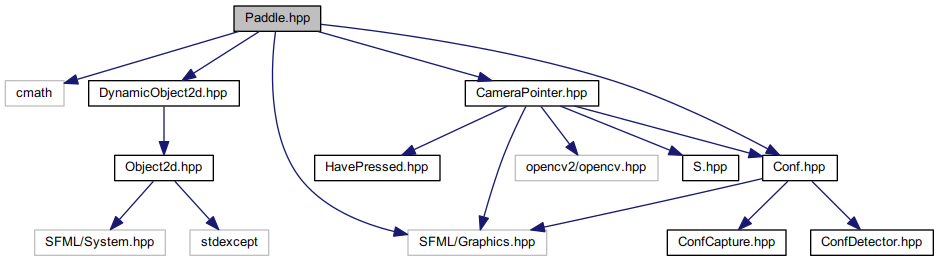 Paddle.hpp
cmath
DynamicObject2d.hpp
CameraPointer.hpp
Object2d.hpp
HavePressed.hpp
opencv2/opencv.hpp
S.hpp
Conf.hpp
SFML/System.hpp
stdexcept
SFML/Graphics.hpp
ConfCapture.hpp
ConfDetector.hpp